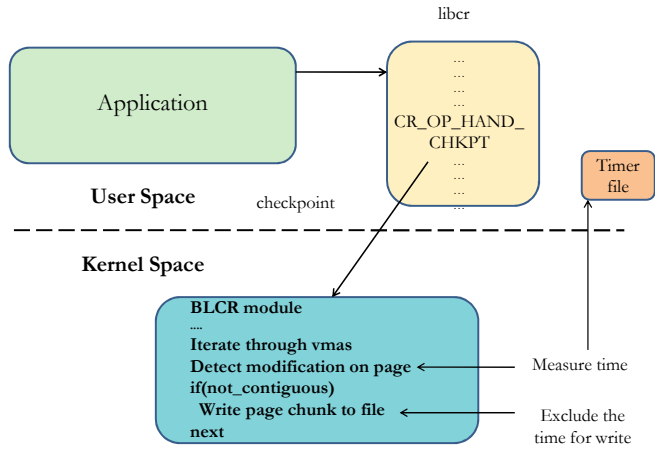 libcr
Application
...
...
...
...
CR_OP_HAND_
CHKPT
...
...
...
...
Timer
file
User Space
checkpoint
Kernel Space
BLCR module
....
Iterate through vmas
Detect modification on page
if(not_contiguous)
Write page chunk to file
next
Measure time
Exclude the
time for write